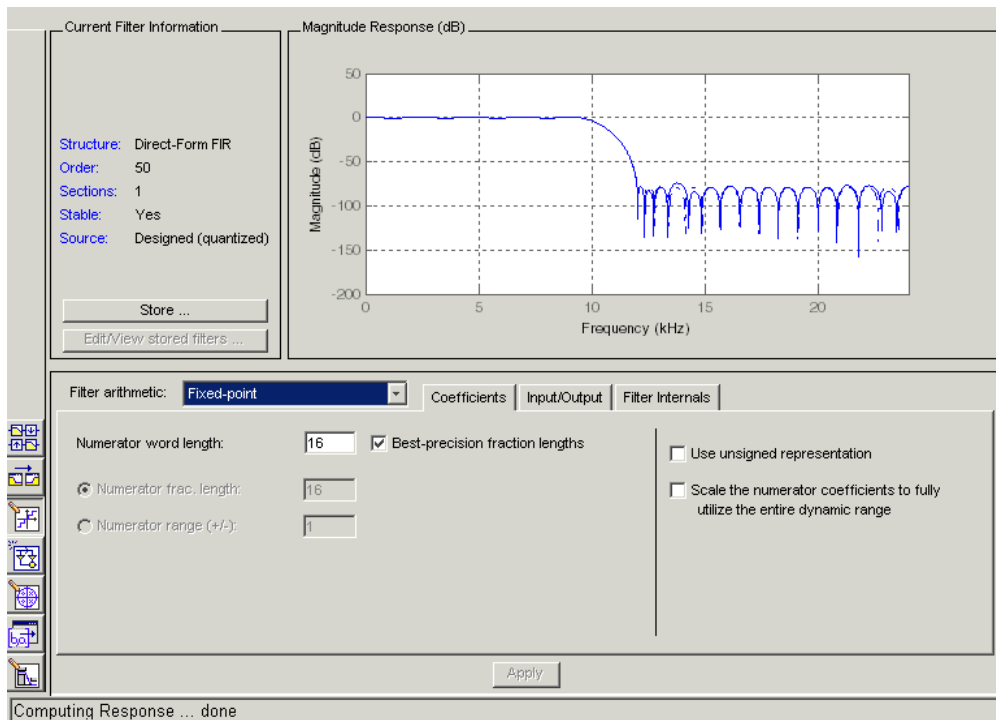 Current Filter Information
Structure: Direct-Form FIR
Order: 50
Sections: 1
Stable: Yes
Source: Designed (quantized)
Store ...
Edit/View stored filters ...
Magnitude Response (dB)
50
0
-50
-100
-150
-200
Magnitude (dB)
0 5 10 15 20
Frequency (kHz)
Filter arithmetic: Fixed-point
Coefficients Input/Output Filter Internals
Numerator word length: 16 Best-precision fraction lengths
Numerator frac. length: 16
Numerator range (+/-): 1
Use unsigned representation
Scale the numerator coefficients to fully
utilize the entire dynamic range
Apply
[b,a]
Computing Response ... done